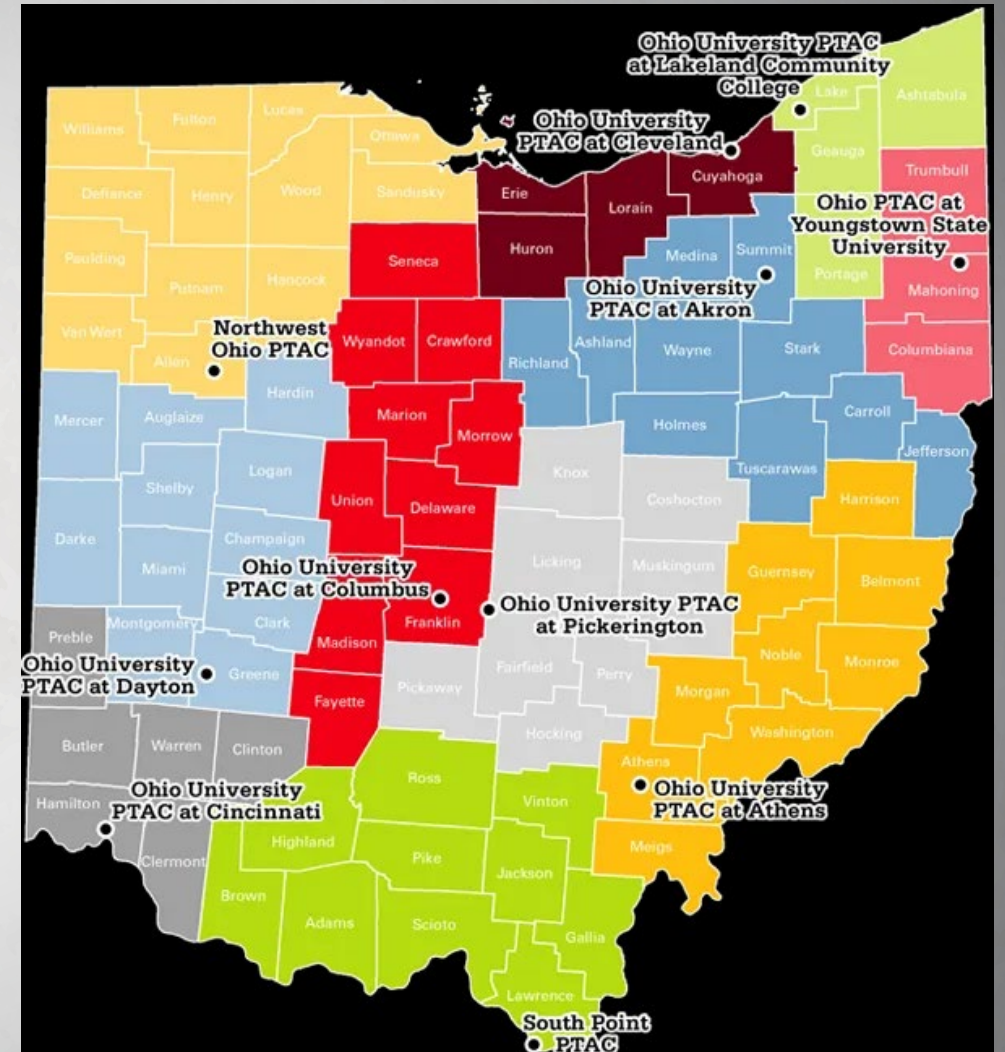 Ohio University PTAC
at Lakeland Community
College
Lake
Ashtabula
Williams
Fulton
Lucas
Ottawa
Ohio University
PTAC at Cleveland
Geauga
Cuyahoga
Trumbull
Defiance
Henry
Wood
Sandusky
Erie
Lorain
Ohio PTAC at
Youngstown State
University
Paulding
Putnam
Hancock
Seneca
Huron
Medina
Summit
Portage
Mahoning
Ohio University
PTAC at Akron
Van Wert
Allen
Northwest
Ohio PTAC
Wyandot
Crawford
Richland
Ashland
Wayne
Stark
Columbiana
Mercer
Auglaize
Hardin
Marion
Morrow
Holmes
Carroll
Jefferson
Tuscarawas
Logan
Shelby
Union
Delaware
Knox
Coshocton
Harrison
Darke
Miami
Champaign
Licking
Muskingum
Guernsey
Belmont
Ohio University
PTAC at Columbus
Franklin
Ohio University PTAC
at Pickerington
Preble
Montgomery
Clark
Madison
Ohio University
PTAC at Dayton
Greene
Fayette
Pickaway
Fairfield
Perry
Noble
Monroe
Morgan
Washington
Butler
Warren
Clinton
Hocking
Athens
Ohio University
PTAC at Athens
Hamilton
Ohio University
PTAC at Cincinnati
Ross
Vinton
Clermont
Highland
Pike
Jackson
Meigs
Brown
Adams
Scioto
Gallia
Lawrence
South Point
PTAC